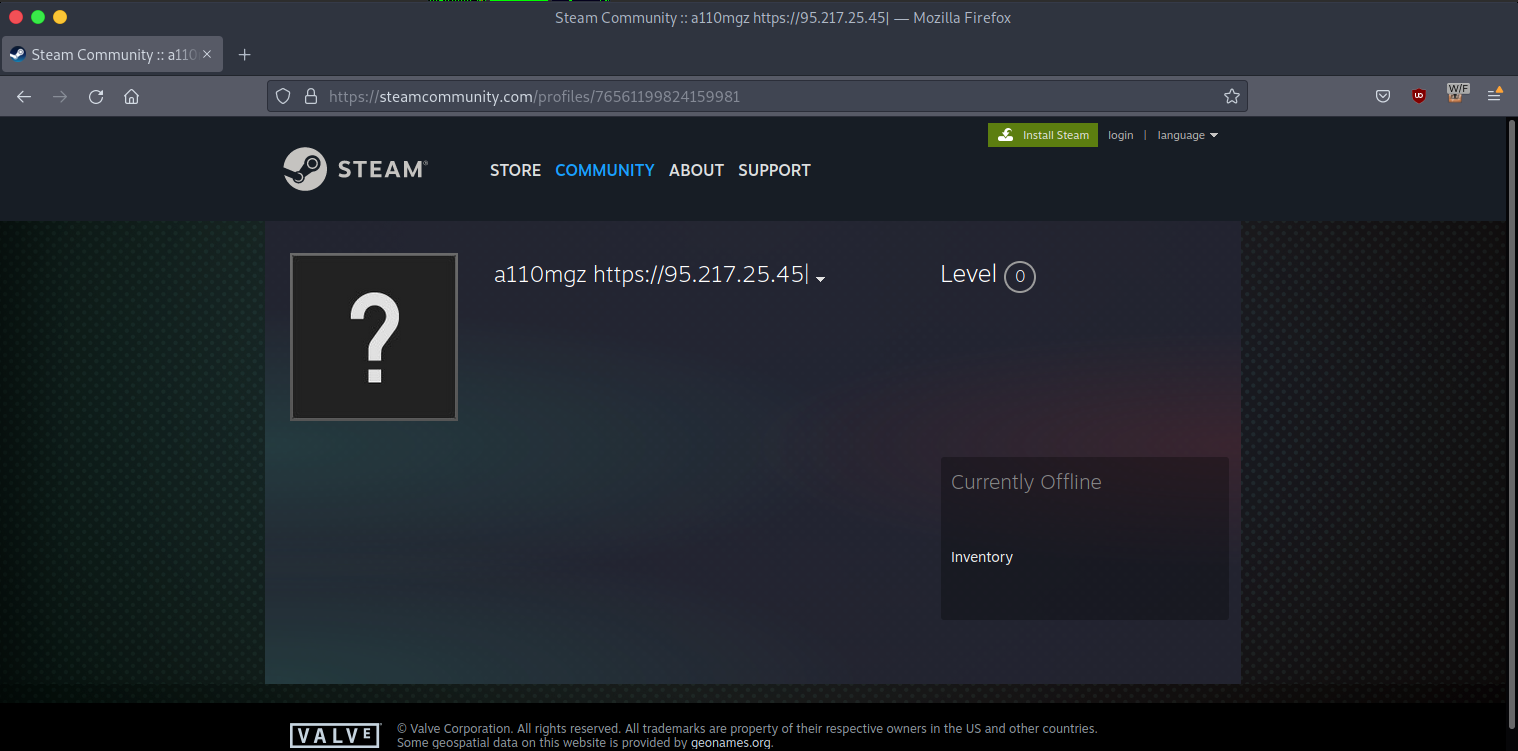 Steam Community :: a110mgz https://95.217.25.45| — Mozilla Firefox
Steam Community :: a110
https://steamcommunity.com/profiles/76561199824159981
UD
W/F
Install Steam login | language
STEAM®
STORE COMMUNITY ABOUT SUPPORT
a110mgz https://95.217.25.45|
Level 0
?
Currently Offline
Inventory
VALVE
© Valve Corporation. All rights reserved. All trademarks are property of their respective owners in the US and other countries.
Some geospatial data on this website is provided by geonames.org.